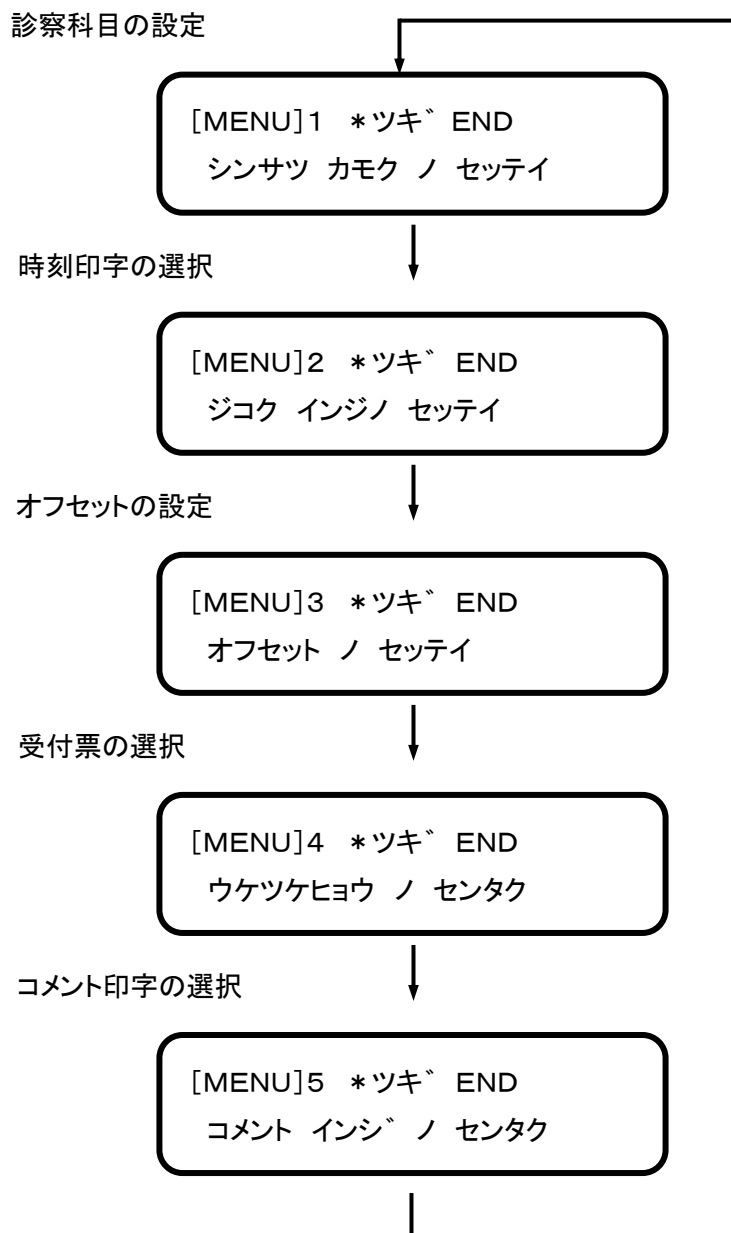 診察科目の設定
[MENU]1 *ツキ゛ END
シンサツ カモク ノ セッテイ
時刻印字の選択
[MENU]2 *ツキ゛ END
ジコク インジノ セッテイ
オフセットの設定
[MENU]3 *ツキ゛ END
オフセット ノ セッテイ
受付票の選択
[MENU]4 *ツキ゛ END
ウケツケヒョウ ノ センタク
コメント印字の選択
[MENU]5 *ツキ゛ END
コメント インシ゛ ノ センタク